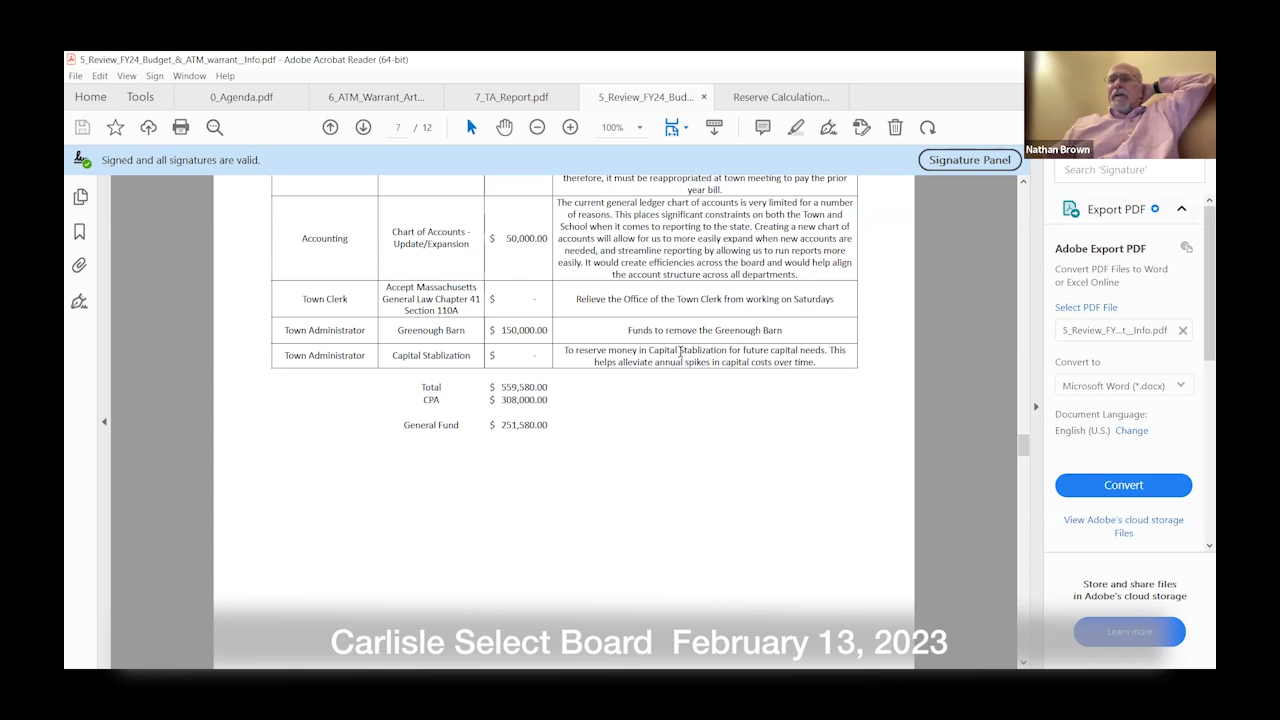 5_Review_FY24_Budget_&_ATM_warrant__Info.pdf - Adobe Acrobat Reader (64-bit)
File Edit View Sign Window Help
Home Tools 0_Agenda.pdf 6_ATM_Warrant_Art... 7_TA_Report.pdf 5_Review_FY24_Bud... × Reserve Calculation...
7 / 12 100%
Signed and all signatures are valid. Signature Panel
Nathan Brown
therefore, it must be reappropriated at town meeting to pay the prior
year bill.
Accounting
Chart of Accounts -
Update/Expansion
$ 50,000.00
The current general ledger chart of accounts is very limited for a number
of reasons. This places significant constraints on both the Town and
School when it comes to reporting to the state. Creating a new chart of
accounts will allow for us to more easily expand when new accounts are
needed, and streamline reporting by allowing us to run reports more
easily. It would create efficiencies across the board and would help align
the account structure across all departments.
Town Clerk
Accept Massachusetts
General Law Chapter 41
Section 110A
$ -
Relieve the Office of the Town Clerk from working on Saturdays
Town Administrator
Greenough Barn
$ 150,000.00
Funds to remove the Greenough Barn
Town Administrator
Capital Stablization
$ -
To reserve money in Capital Stablization for future capital needs. This
helps alleviate annual spikes in capital costs over time.
Total $ 559,580.00
CPA $ 308,000.00
General Fund $ 251,580.00
Search 'Signature'
Export PDF
Adobe Export PDF
Convert PDF Files to Word
or Excel Online
Select PDF File
5_Review_FY...t__Info.pdf
Convert to
Microsoft Word (*.docx)
Document Language:
English (U.S.) Change
Convert
View Adobe's cloud storage
Files
Store and share files
in Adobe's cloud storage
Learn more
Carlisle Select Board February 13, 2023